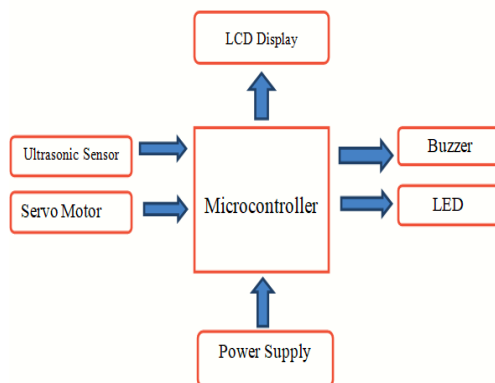 LCD Display
Ultrasonic Sensor
Servo Motor
Microcontroller
Buzzer
LED
Power Supply